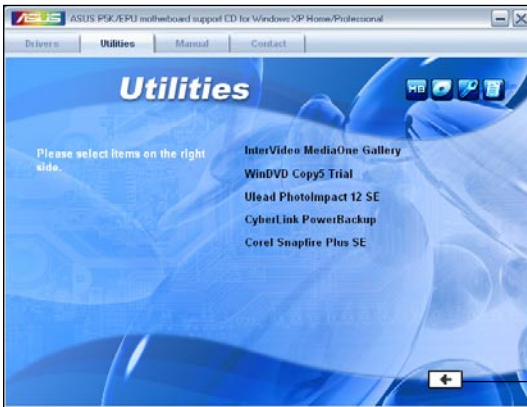 ASUS ASUS P5K/EPU motherboard support CD for Windows XP Home/Professional
Drivers Utilities Manual Contact
Utilities
Please select items on the right
side.
InterVideo MediaOne Gallery
WinDVD Copy5 Trial
Ulead PhotoImpact 12 SE
CyberLink PowerBackup
Corel Snapfire Plus SE